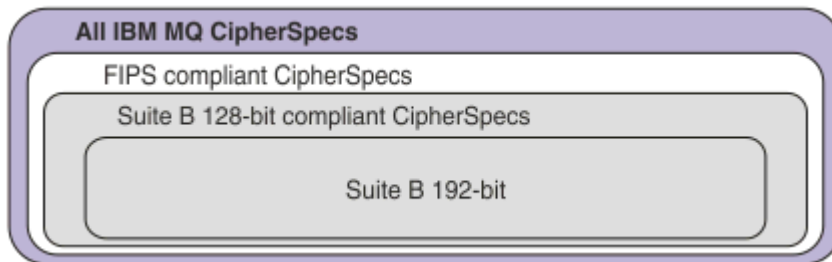 All IBM MQ CipherSpecs
FIPS compliant CipherSpecs
Suite B 128-bit compliant CipherSpecs
Suite B 192-bit